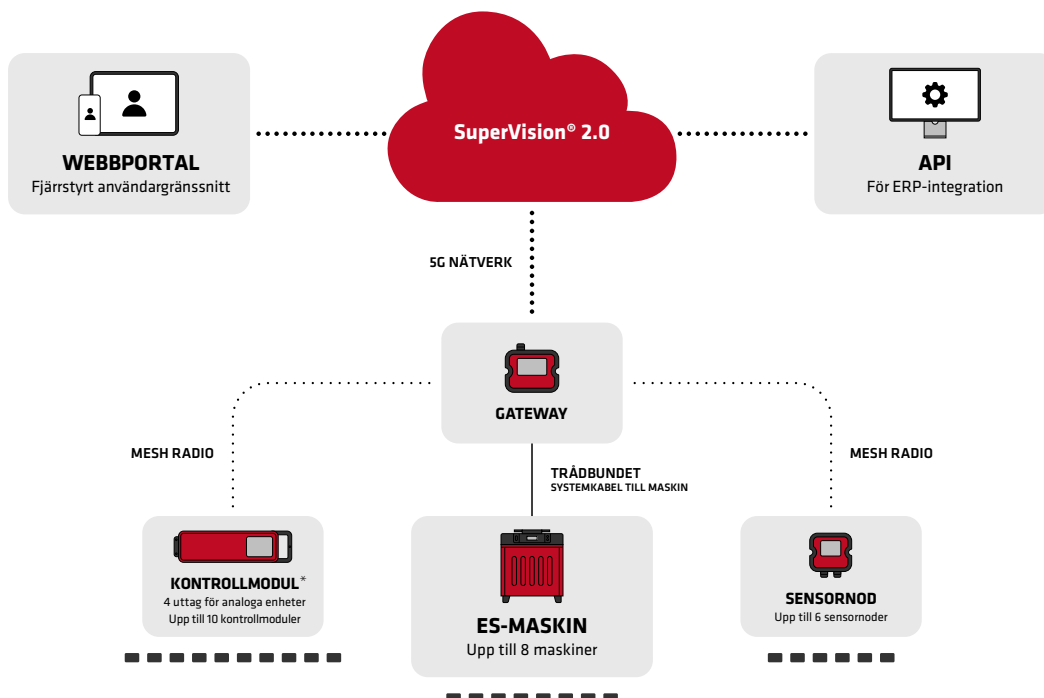 SuperVision® 2.0
WEBBPORTAL
Fjärrstyrt användargränssnitt
API
För ERP-integration
5G NÄTVERK
GATEWAY
MESH RADIO
TRÅDBUNDET
SYSTEMKABEL TILL MASKIN
MESH RADIO
KONTROLLMODUL*
4 uttag för analoga enheter
Upp till 10 kontrollmoduler
ES-MASKIN
Upp till 8 maskiner
SENSORNOD
Upp till 6 sensornoder